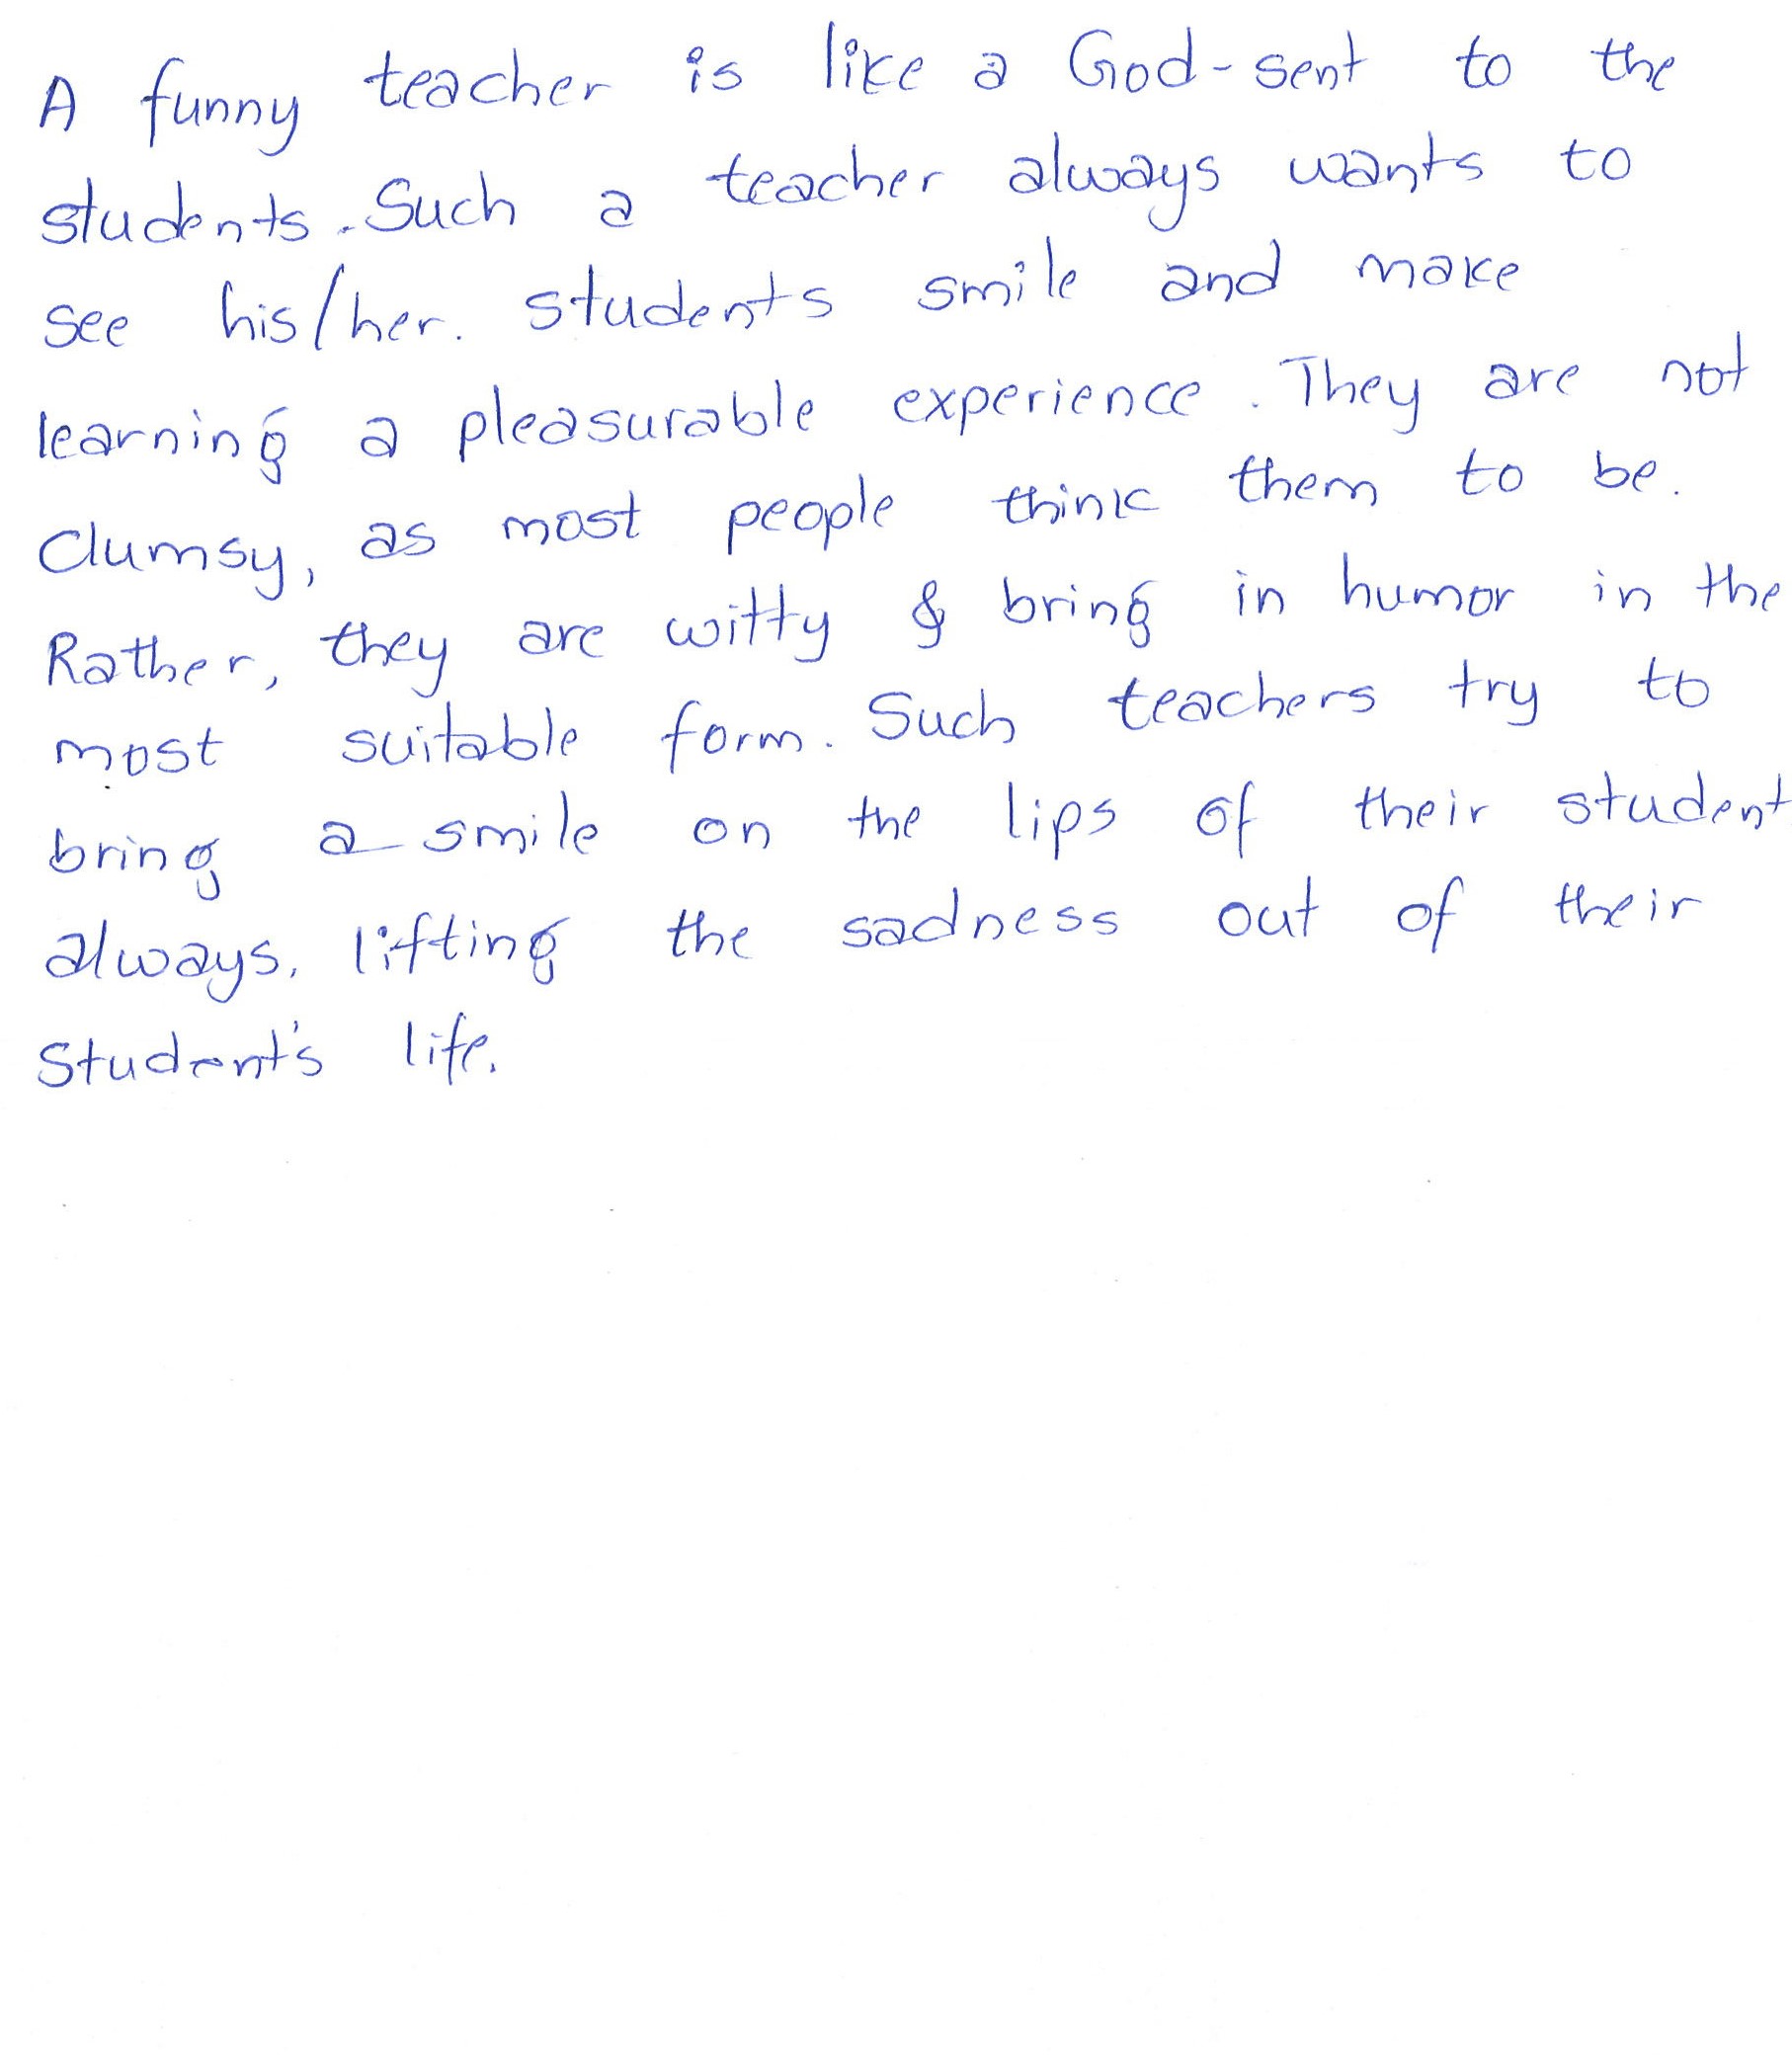 A funny teacher is like a God-sent to the
students. Such a teacher always wants to
see his/her. students smile and make
learning a pleasurable experience. They are not
Clumsy, as most people think them to be.
Rather, they are witty & bring in humor in the
most suitable form. Such teachers try to
bring a smile on the lips of their student
always, lifting the sadness out of their
Student's life.